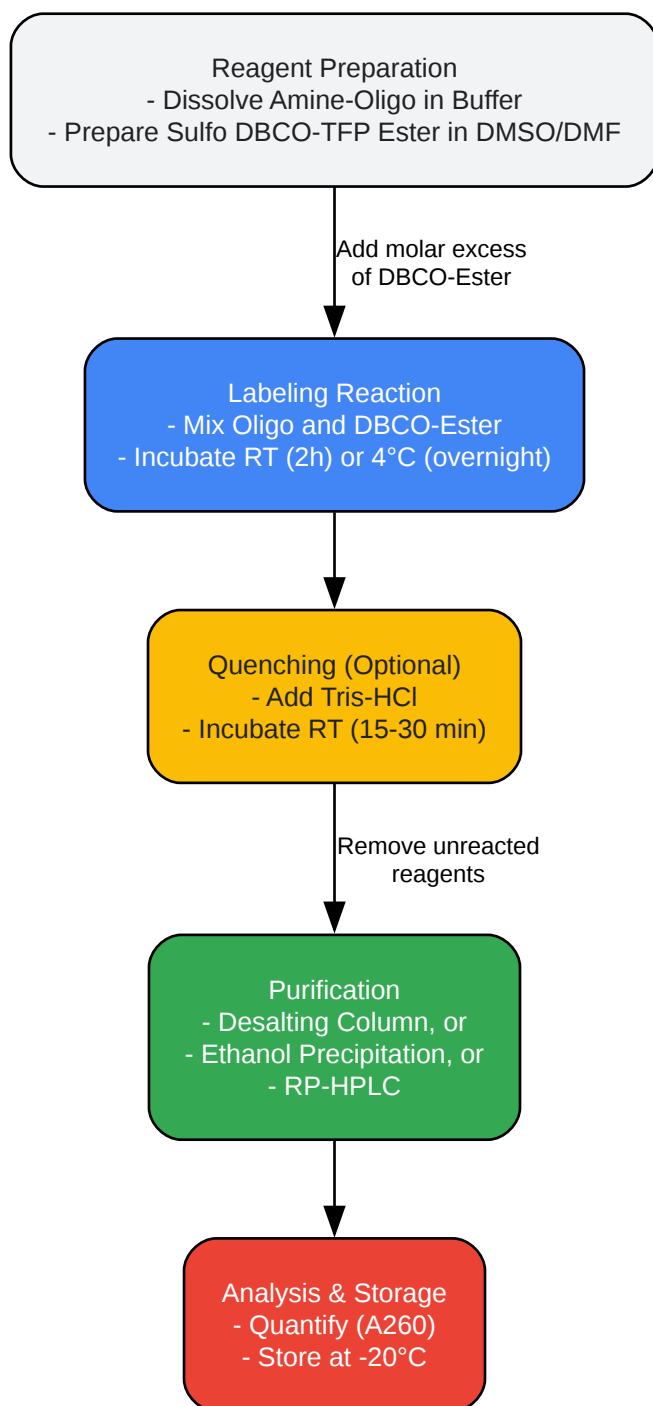 Reagent Preparation
- Dissolve Amine-Oligo in Buffer
- Prepare Sulfo DBCO-TFP Ester in DMSO/DMF
Add molar excess
of DBCO-Ester
Labeling Reaction
- Mix Oligo and DBCO-Ester
- Incubate RT (2h) or 4°C (overnight)
Quenching (Optional)
- Add Tris-HCl
- Incubate RT (15-30 min)
Remove unreacted
reagents
Purification
- Desalting Column, or
- Ethanol Precipitation, or
- RP-HPLC
Analysis & Storage
- Quantify (A260)
- Store at -20°C